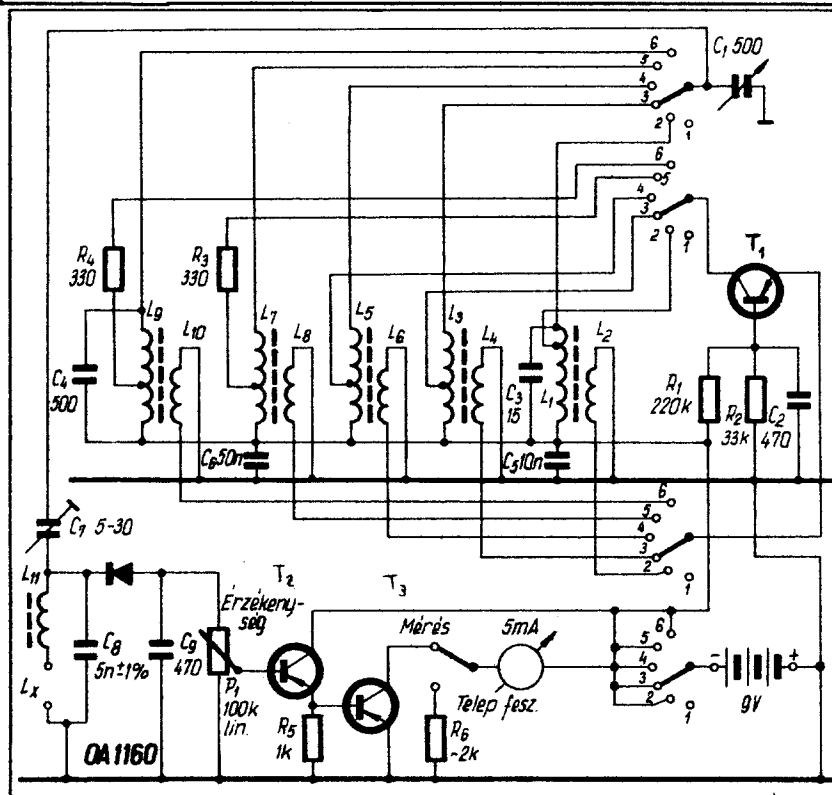 6
5
4
3
2
1
C₁ 500
6
5
4
3
2
1
T₁
R₄
330
R₃
330
L₉
L₁₀
L₇
L₈
L₅
L₆
L₃
L₄
L₂
C₄
500
C₃
15
L₁
R₁
220k
R₂
33k
C₂
470
C₆ 50n
C₅ 10n
6
5
4
3
2
1
C₇ 5-30
L₁₁
T₂
T₃
Érzékeny-
ség
Mérés
5mA
C₈
5n±1%
C₉
470
P₁
100k
lin.
Lx
R₅
1k
R₆
~2k
Telep fesz.
6
5
4
3
2
1
- +
9V
OA1160